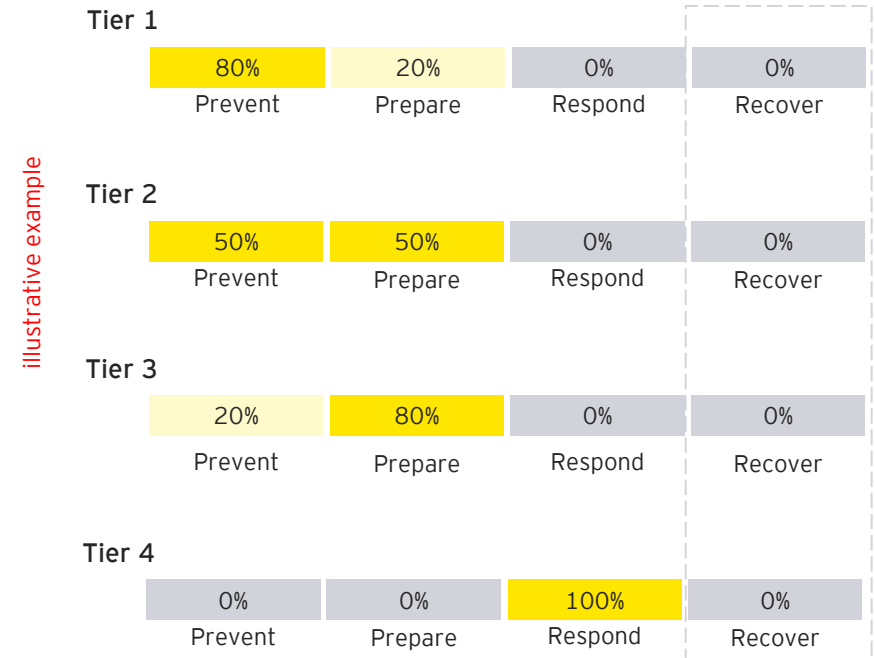 Tier 1
80% 20% 0% 0%
Prevent Prepare Respond Recover
illustrative example
Tier 2
50% 50% 0% 0%
Prevent Prepare Respond Recover
Tier 3
20% 80% 0% 0%
Prevent Prepare Respond Recover
Tier 4
0% 0% 100% 0%
Prevent Prepare Respond Recover